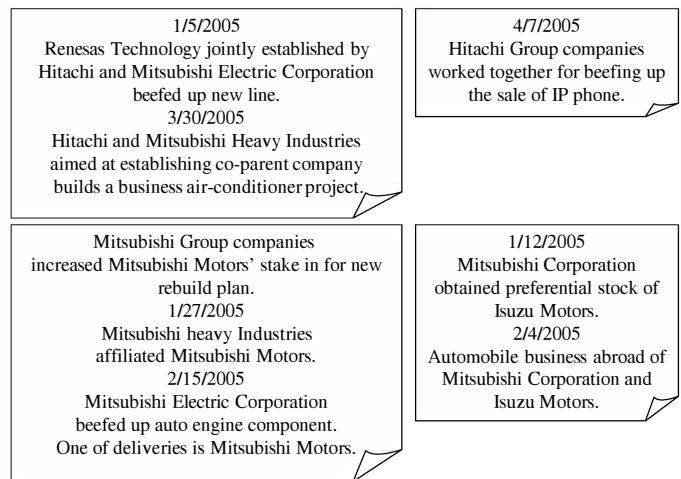 1/5/2005
Renesas Technology jointly established by
Hitachi and Mitsubishi Electric Corporation
beefed up new line.
3/30/2005
Hitachi and Mitsubishi Heavy Industries
aimed at establishing co-parent company
builds a business air-conditioner project.
4/7/2005
Hitachi Group companies
worked together for beefing up
the sale of IP phone.
Mitsubishi Group companies
increased Mitsubishi Motors' stake in for new
rebuild plan.
1/27/2005
Mitsubishi heavy Industries
affiliated Mitsubishi Motors.
2/15/2005
Mitsubishi Electric Corporation
beefed up auto engine component.
One of deliveries is Mitsubishi Motors.
1/12/2005
Mitsubishi Corporation
obtained preferential stock of
Isuzu Motors.
2/4/2005
Automobile business abroad of
Mitsubishi Corporation and
Isuzu Motors.